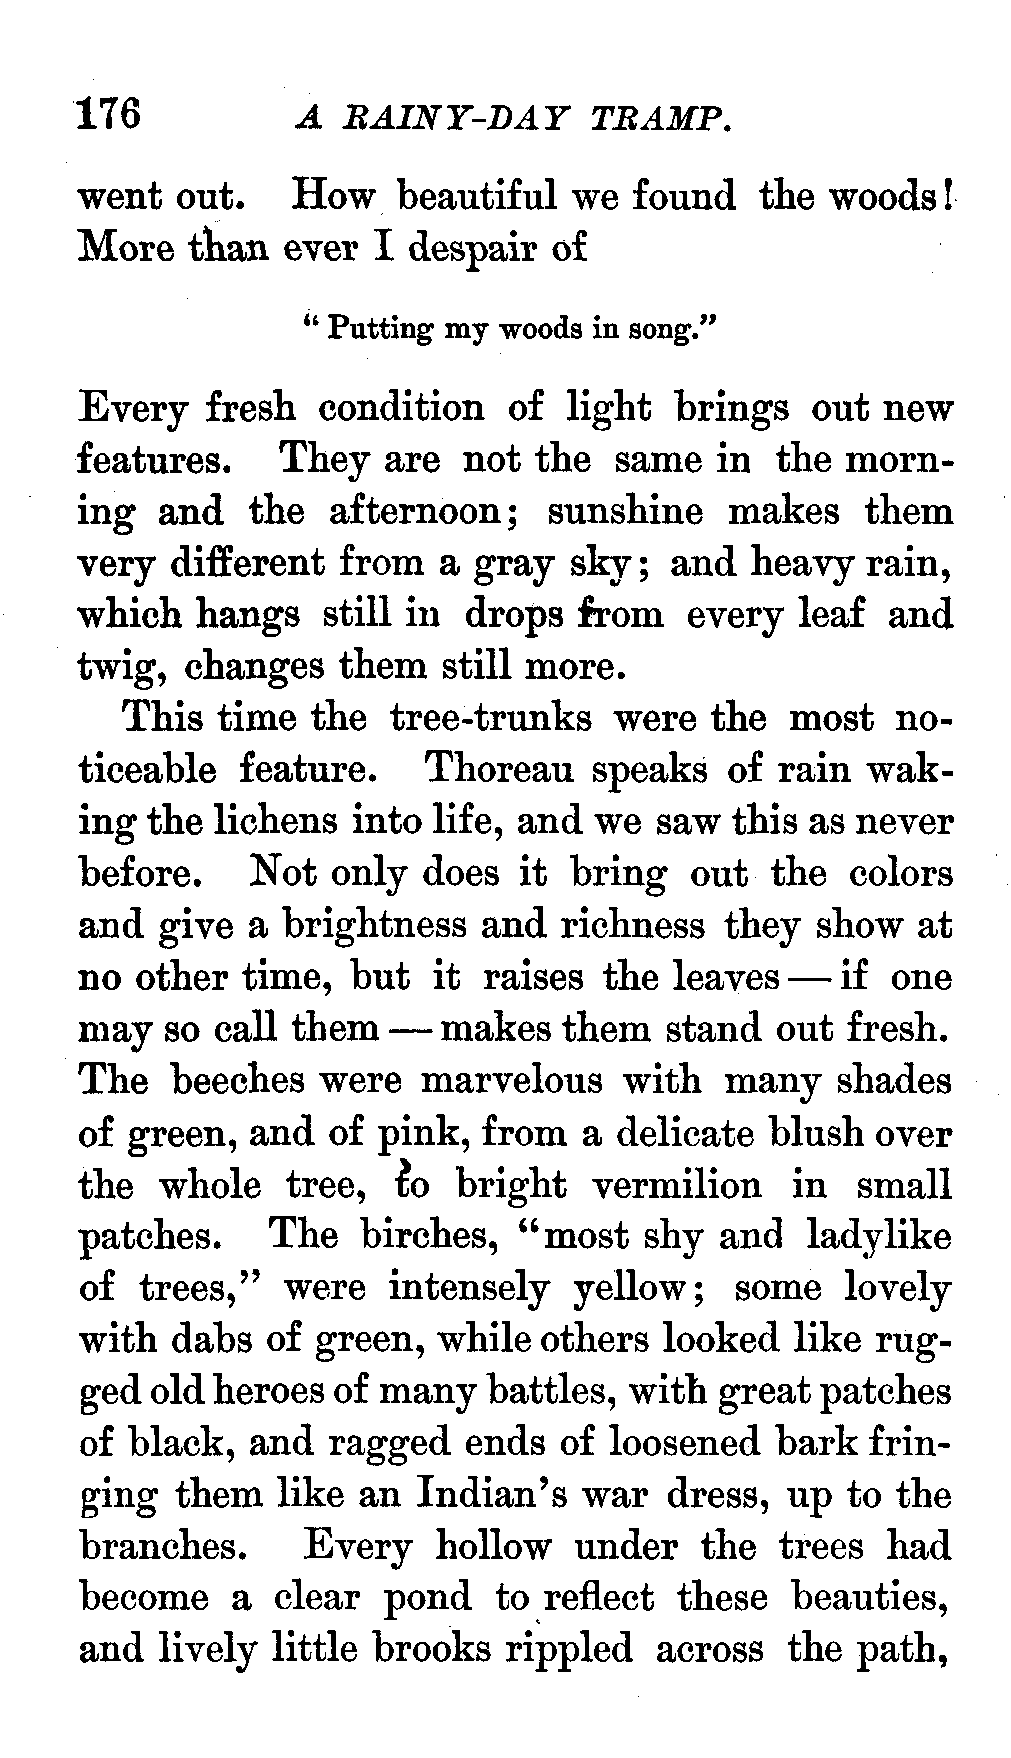 176 A RAINY-DAY TRAMP.
went out. How beautiful we found the woods!
More than ever I despair of
" Putting my woods in song."
Every fresh condition of light brings out new
features. They are not the same in the morn-
ing and the afternoon; sunshine makes them
very different from a gray sky; and heavy rain,
which hangs still in drops from every leaf and
twig, changes them still more.
This time the tree-trunks were the most no-
ticeable feature. Thoreau speaks of rain wak-
ing the lichens into life, and we saw this as never
before. Not only does it bring out the colors
and give a brightness and richness they show at
no other time, but it raises the leaves — if one
may so call them — makes them stand out fresh.
The beeches were marvelous with many shades
of green, and of pink, from a delicate blush over
the whole tree, to bright vermilion in small
patches. The birches, "most shy and ladylike
of trees," were intensely yellow; some lovely
with dabs of green, while others looked like rug-
ged old heroes of many battles, with great patches
of black, and ragged ends of loosened bark frin-
ging them like an Indian's war dress, up to the
branches. Every hollow under the trees had
become a clear pond to reflect these beauties,
and lively little brooks rippled across the path,